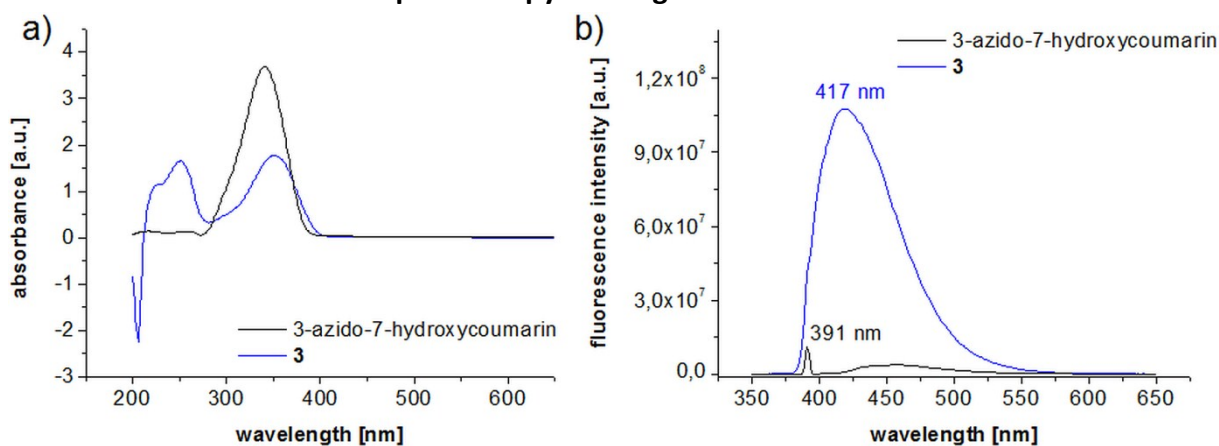 a)
absorbance [a.u.]
4
3
2
1
0
-1
-2
-3
200
300
400
500
600
wavelength [nm]
3-azido-7-hydroxycoumarin
3
b)
fluorescence intensity [a.u.]
1,2x10⁸
9,0x10⁷
6,0x10⁷
3,0x10⁷
0,0
350
400
450
500
550
600
650
wavelength [nm]
3-azido-7-hydroxycoumarin
3
417 nm
391 nm